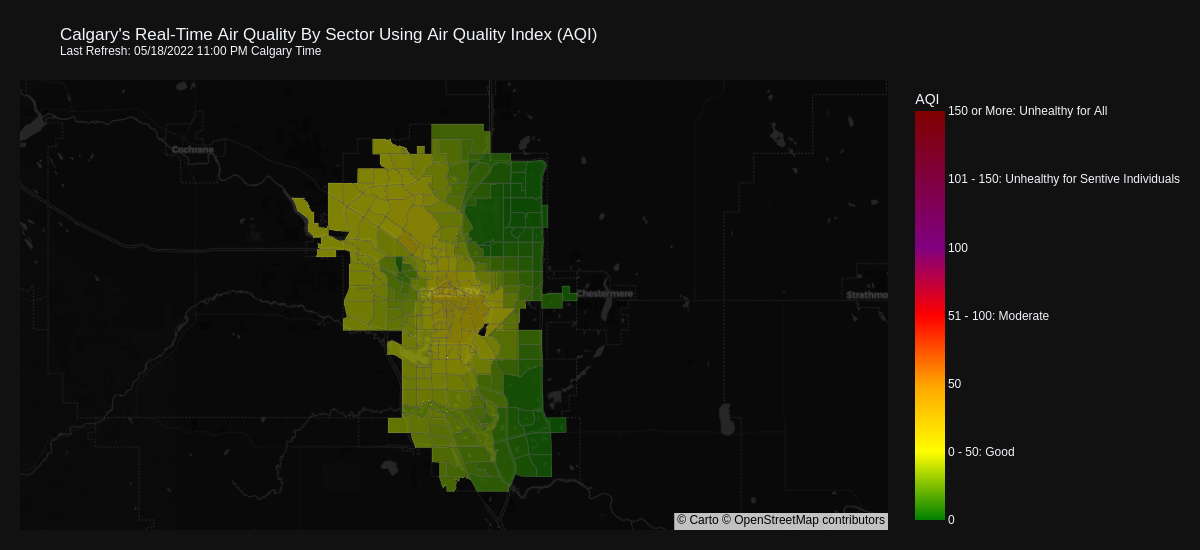 Calgary's Real-Time Air Quality By Sector Using Air Quality Index (AQI)
Last Refresh: 05/18/2022 11:00 PM Calgary Time
AQI
150 or More: Unhealthy for All
Cochrane
101 - 150: Unhealthy for Sentive Individuals
100
Chestermere
Strathmo
51 - 100: Moderate
50
0 - 50: Good
0
© Carto © OpenStreetMap contributors